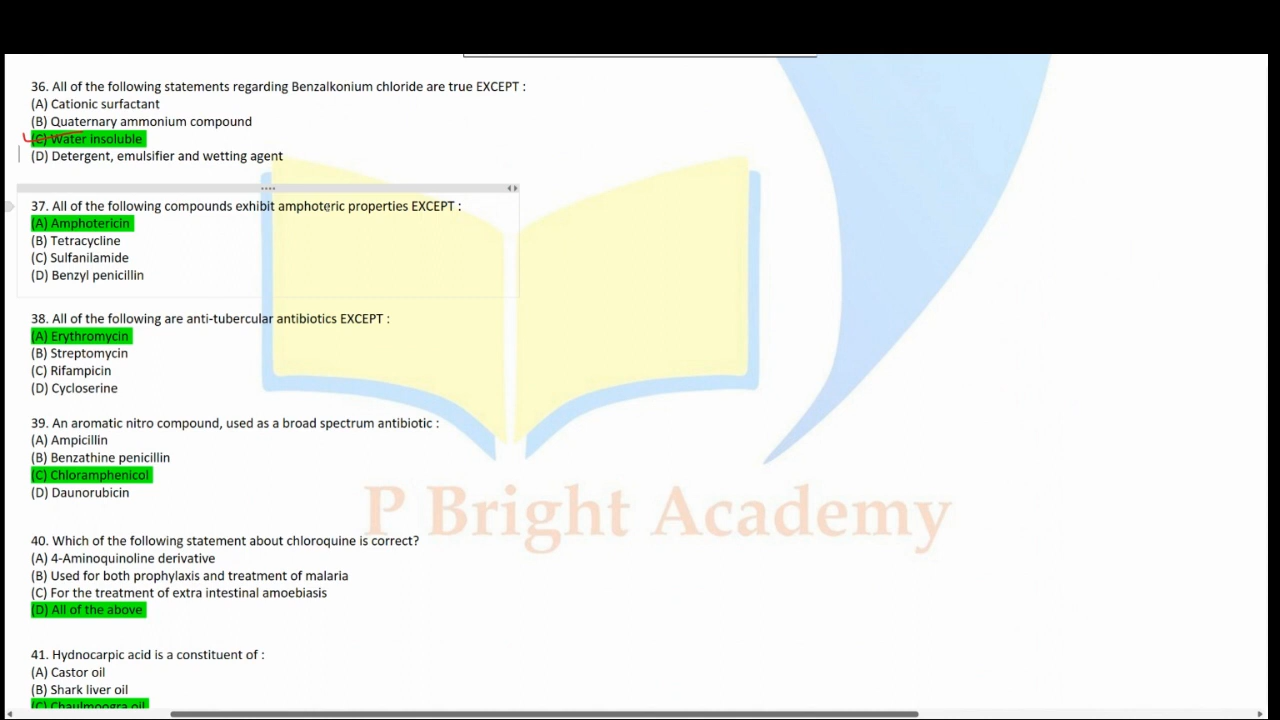 36. All of the following statements regarding Benzalkonium chloride are true EXCEPT :
(A) Cationic surfactant
(B) Quaternary ammonium compound
(C) Water insoluble
(D) Detergent, emulsifier and wetting agent
37. All of the following compounds exhibit amphoteric properties EXCEPT :
(A) Amphotericin
(B) Tetracycline
(C) Sulfanilamide
(D) Benzyl penicillin
38. All of the following are anti-tubercular antibiotics EXCEPT :
(A) Erythromycin
(B) Streptomycin
(C) Rifampicin
(D) Cycloserine
39. An aromatic nitro compound, used as a broad spectrum antibiotic :
(A) Ampicillin
(B) Benzathine penicillin
(C) Chloramphenicol
(D) Daunorubicin
P Bright Academy
40. Which of the following statement about chloroquine is correct?
(A) 4-Aminoquinoline derivative
(B) Used for both prophylaxis and treatment of malaria
(C) For the treatment of extra intestinal amoebiasis
(D) All of the above
41. Hydnocarpic acid is a constituent of :
(A) Castor oil
(B) Shark liver oil
(C) Chaulmoogra oil